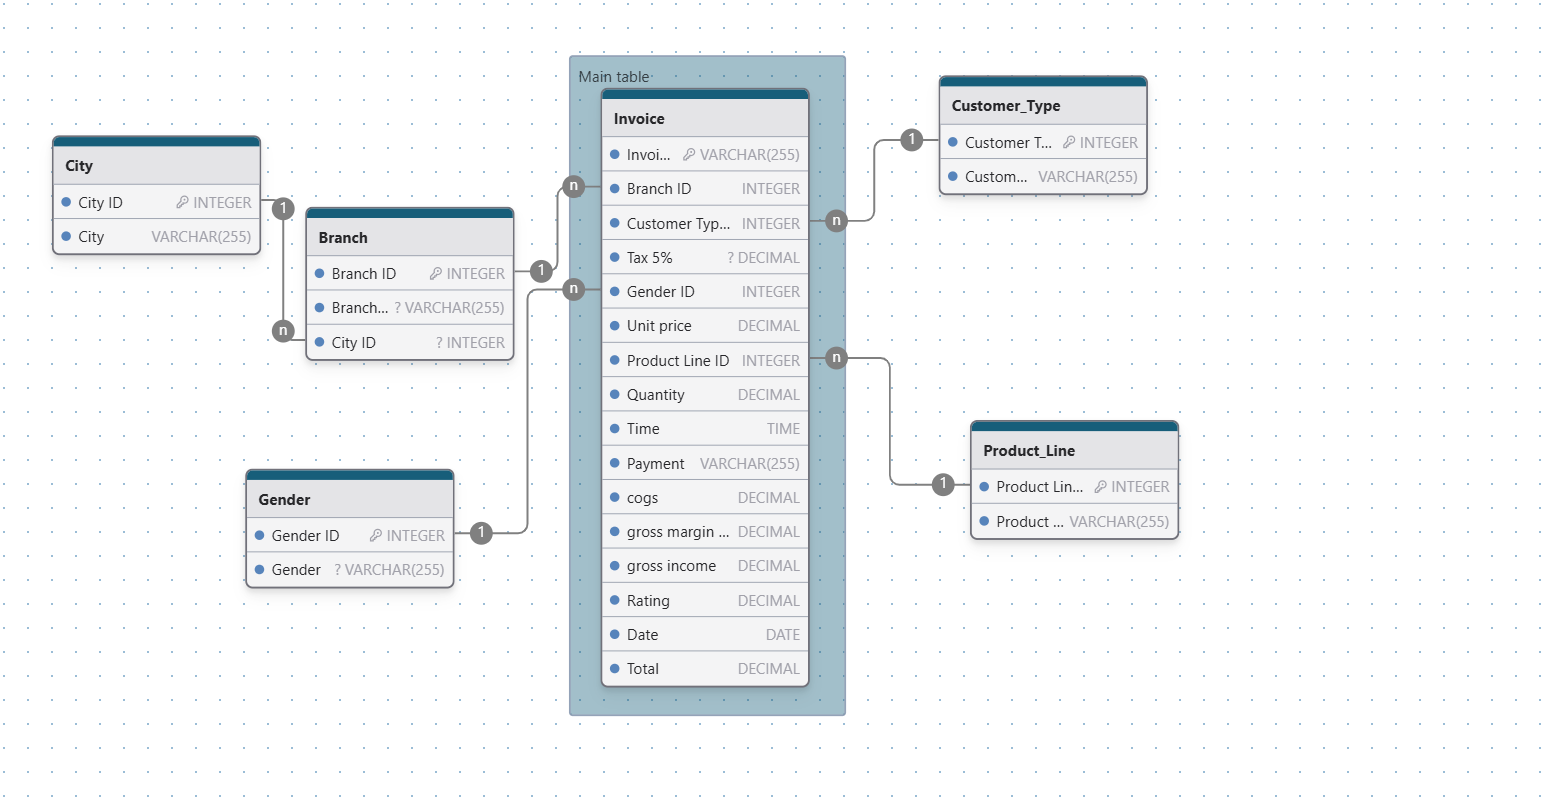 Main table
City
City ID INTEGER
City VARCHAR(255)
1
n
Branch
Branch ID INTEGER
Branch... ? VARCHAR(255)
City ID ? INTEGER
1
n
Gender
Gender ID INTEGER
Gender ? VARCHAR(255)
1
n
Invoice
Invoi... VARCHAR(255)
Branch ID INTEGER
Customer Typ... INTEGER
Tax 5% ? DECIMAL
Gender ID INTEGER
Unit price DECIMAL
Product Line ID INTEGER
Quantity DECIMAL
Time TIME
Payment VARCHAR(255)
cogs DECIMAL
gross margin ... DECIMAL
gross income DECIMAL
Rating DECIMAL
Date DATE
Total DECIMAL
n
1
Customer_Type
Customer T... INTEGER
Custom... VARCHAR(255)
n
1
Product_Line
Product Lin... INTEGER
Product ... VARCHAR(255)